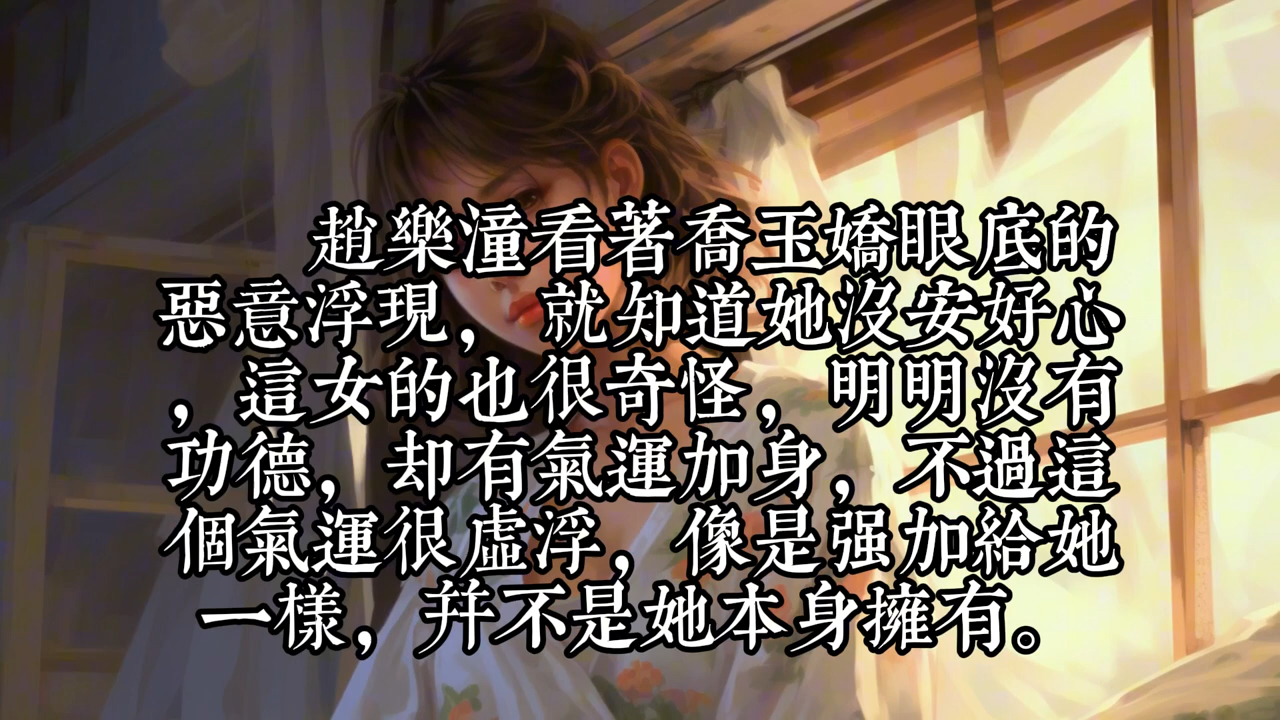 趙樂潼看著喬玉嬌眼底的
惡意浮現，就知道她沒安好心
，這女的也很奇怪，明明沒有
功德，却有氣運加身，不過這
個氣運很虛浮，像是强加給她
一樣，幷不是她本身擁有。